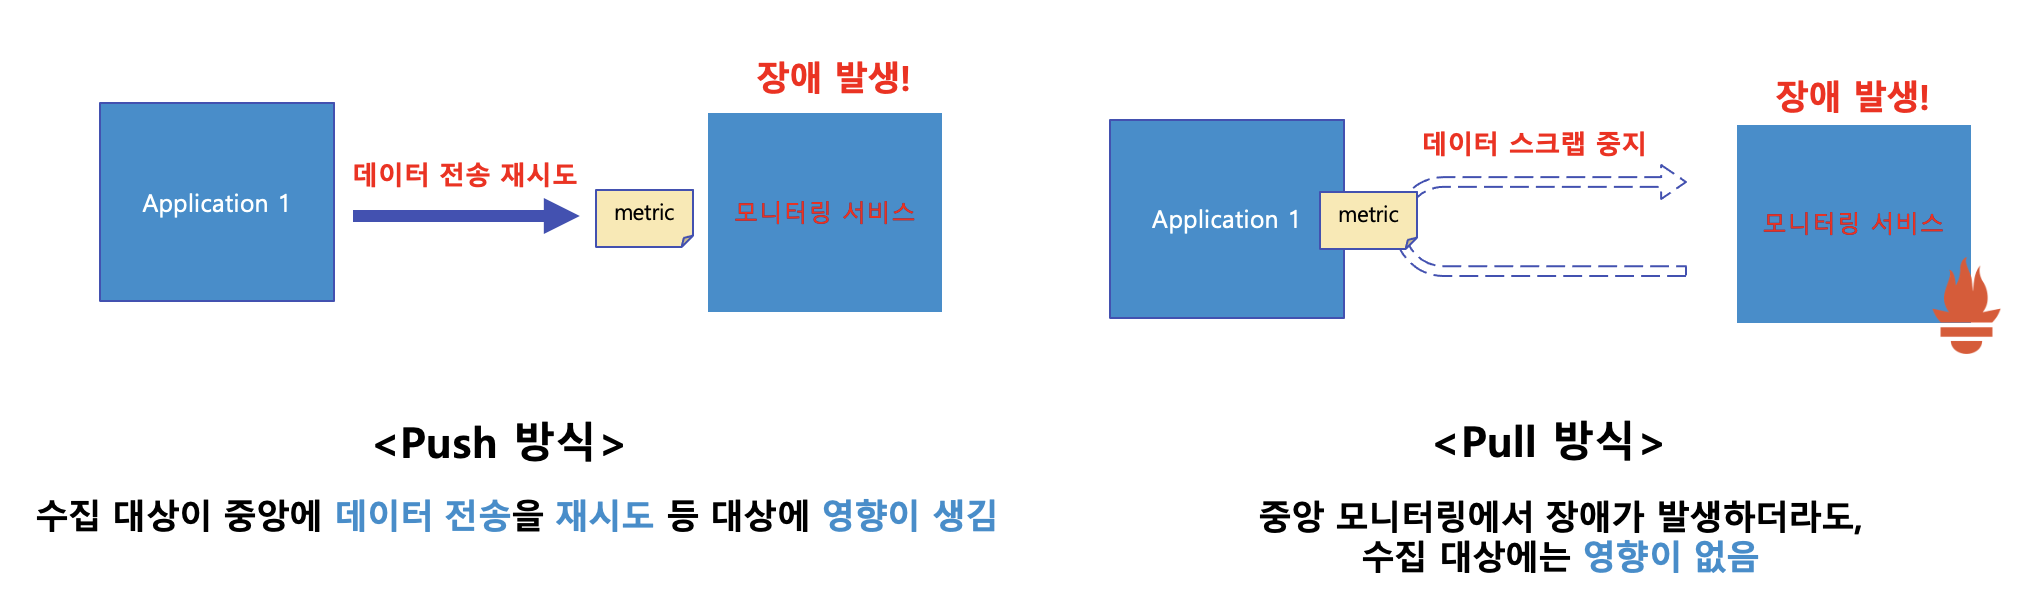 장애 발생!
Application 1
데이터 전송 재시도
metric
모니터링 서비스
<Push 방식>
수집 대상이 중앙에 데이터 전송을 재시도 등 대상에 영향이 생김
장애 발생!
데이터 스크랩 중지
Application 1
metric
모니터링 서비스
<Pull 방식>
중앙 모니터링에서 장애가 발생하더라도,
수집 대상에는 영향이 없음